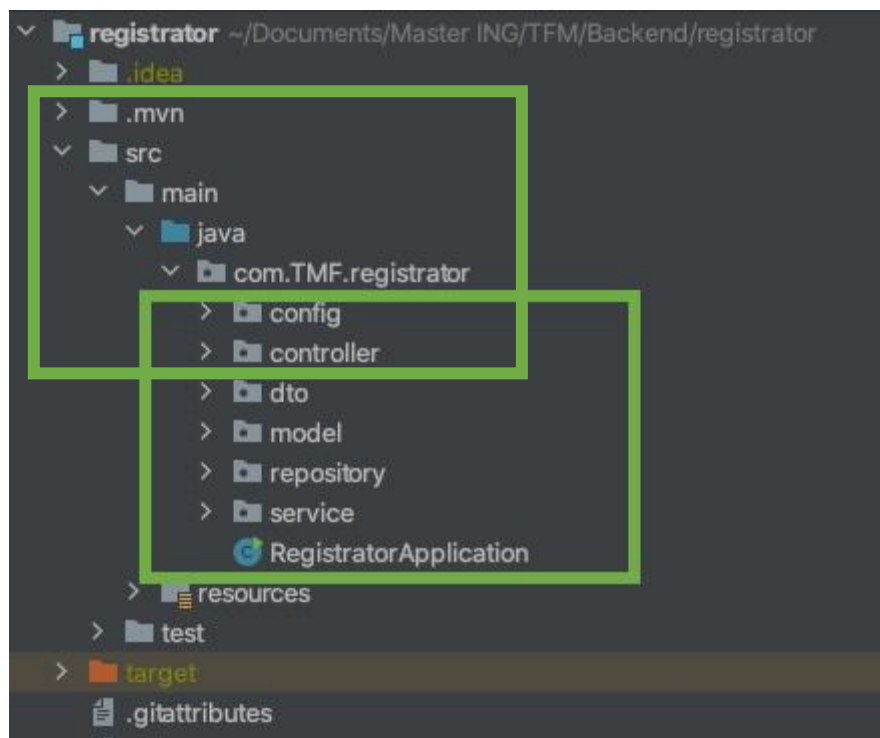 registrator ~/Documents/Master ING/TFM/Backend/registrator
.idea
.mvn
src
main
java
com.TMF.registrator
config
controller
dto
model
repository
service
RegistratorApplication
resources
test
target
.gitattributes